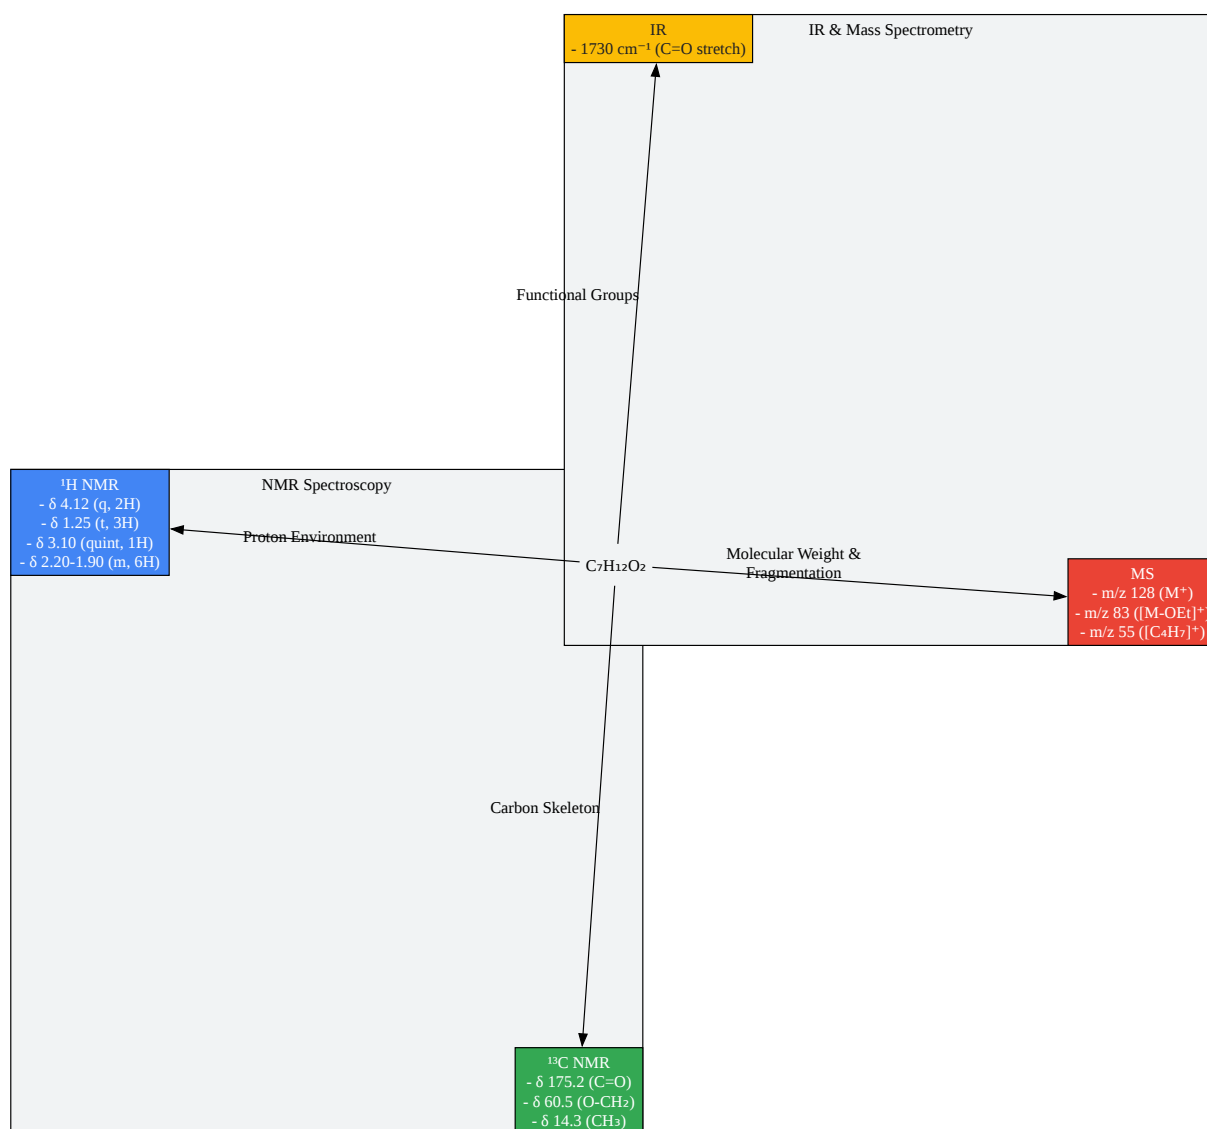 IR
- 1730 cm⁻¹ (C=O stretch)
IR & Mass Spectrometry
Functional Groups
¹H NMR
- δ 4.12 (q, 2H)
- δ 1.25 (t, 3H)
- δ 3.10 (quint, 1H)
- δ 2.20-1.90 (m, 6H)
NMR Spectroscopy
Proton Environment
C₇H₁₂O₂
Molecular Weight &
Fragmentation
MS
- m/z 128 (M⁺)
- m/z 83 ([M-OEt]⁺)
- m/z 55 ([C₄H₇]⁺)
Carbon Skeleton
¹³C NMR
- δ 175.2 (C=O)
- δ 60.5 (O-CH₂)
- δ 14.3 (CH₃)